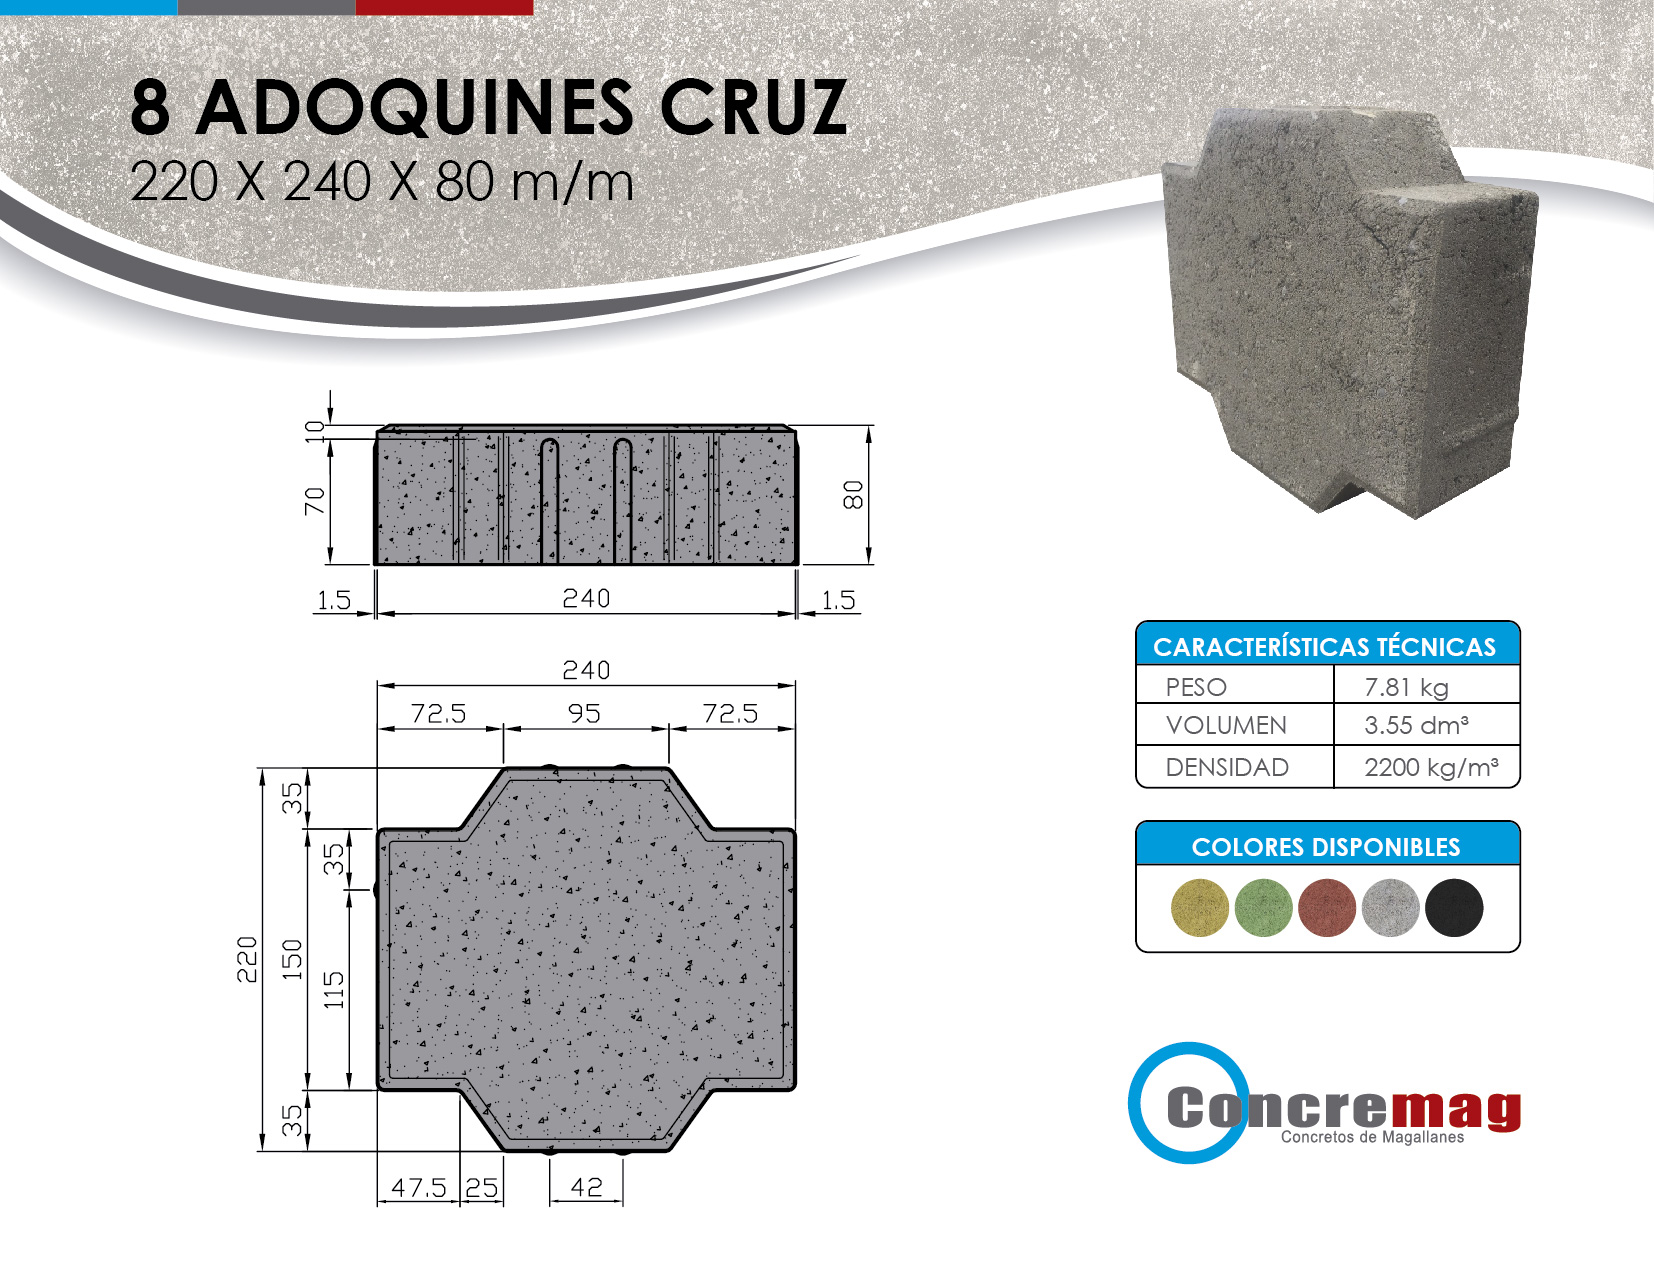 8 ADOQUINES CRUZ
220 X 240 X 80 m/m
10
70
80
1.5
240
1.5
240
72.5
95
72.5
35
35
220
150
115
35
47.5
25
42
CARACTERÍSTICAS TÉCNICAS
PESO 7.81 kg
VOLUMEN 3.55 dm³
DENSIDAD 2200 kg/m³
COLORES DISPONIBLES
Concremag
Concretos de Magallanes